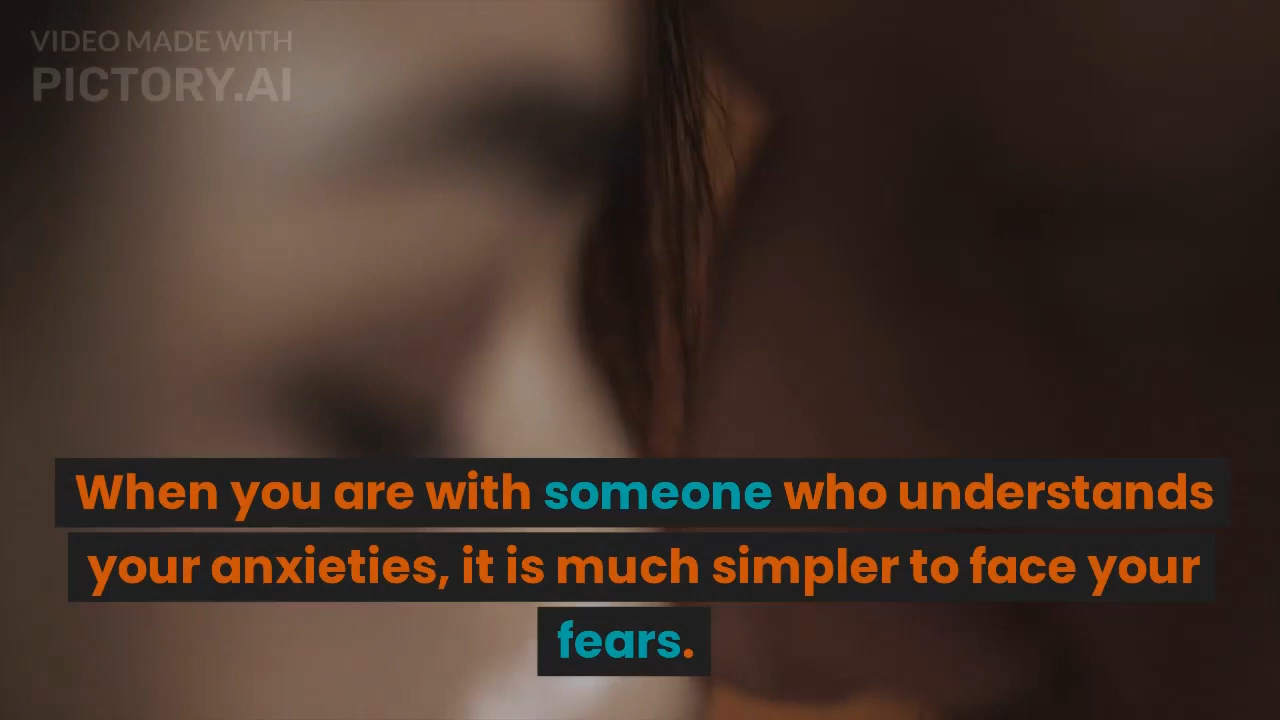 VIDEO MADE WITH
PICTORY.AI
When you are with someone who understands
your anxieties, it is much simpler to face your
fears.